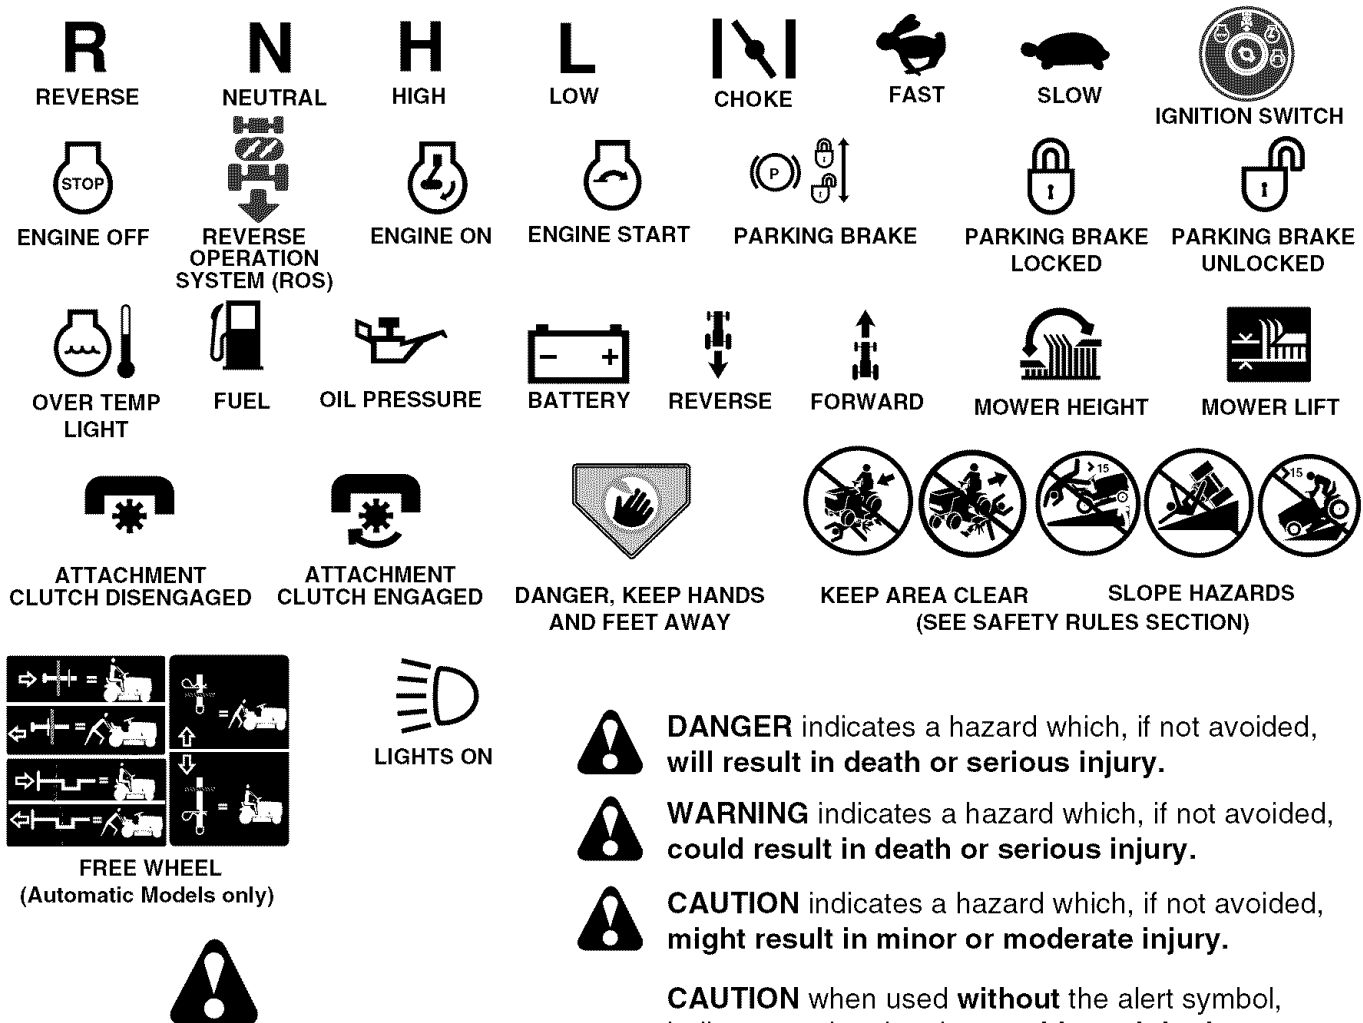 R N H L
REVERSE NEUTRAL HIGH LOW CHOKE FAST SLOW
IGNITION SWITCH
STOP
P
ENGINE OFF
REVERSE
OPERATION
SYSTEM (ROS)
ENGINE ON
ENGINE START
PARKING BRAKE
PARKING BRAKE
LOCKED
PARKING BRAKE
UNLOCKED
OVER TEMP
LIGHT
FUEL
OIL PRESSURE
− +
BATTERY
REVERSE
FORWARD
MOWER HEIGHT
MOWER LIFT
>15
>15
ATTACHMENT
CLUTCH DISENGAGED
ATTACHMENT
CLUTCH ENGAGED
DANGER, KEEP HANDS
AND FEET AWAY
KEEP AREA CLEAR
SLOPE HAZARDS
(SEE SAFETY RULES SECTION)
FREE WHEEL
(Automatic Models only)
LIGHTS ON
DANGER indicates a hazard which, if not avoided,
will result in death or serious injury.
WARNING indicates a hazard which, if not avoided,
could result in death or serious injury.
CAUTION indicates a hazard which, if not avoided,
might result in minor or moderate injury.
CAUTION when used without the alert symbol,